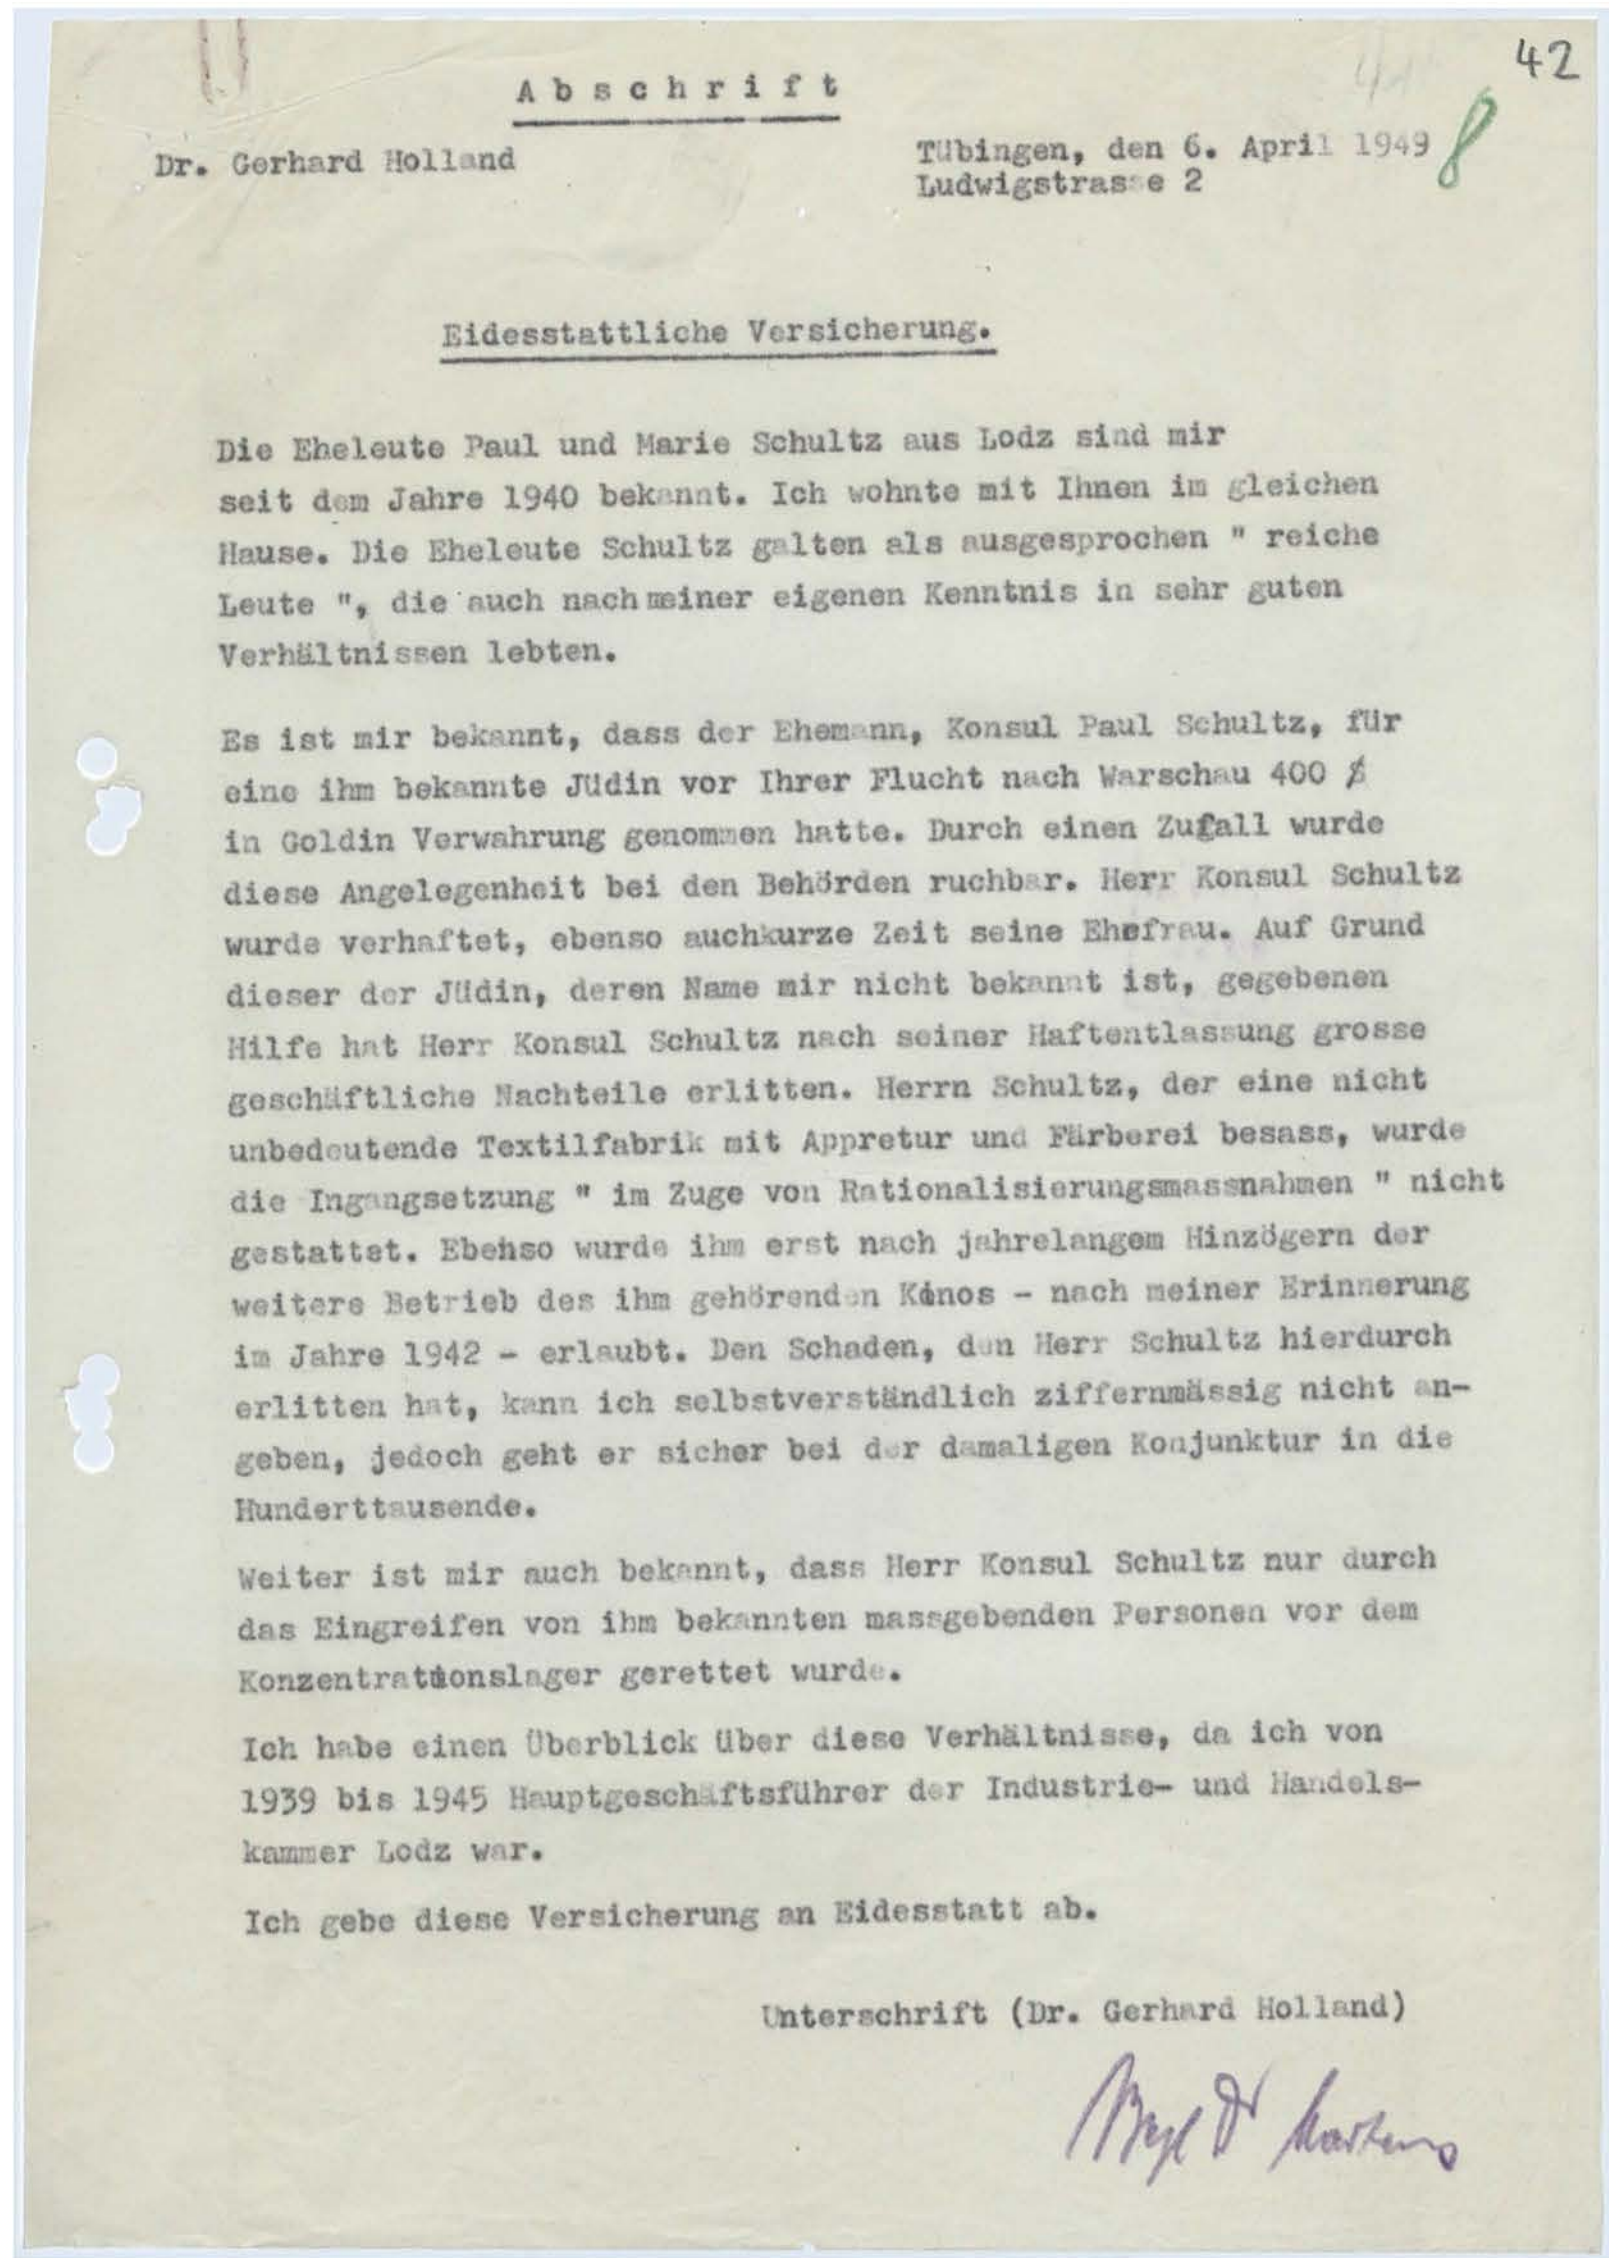 42
Abschrift
Dr. Gerhard Holland
Tübingen, den 6. April 1949
8
Ludwigstrasse 2
Eidesstattliche Versicherung.
Die Eheleute Paul und Marie Schultz aus Lodz sind mir
seit dem Jahre 1940 bekannt. Ich wohnte mit Ihnen im gleichen
Hause. Die Eheleute Schultz galten als ausgesprochen " reiche
Leute ", die auch nach meiner eigenen Kenntnis in sehr guten
Verhältnissen lebten.
Es ist mir bekannt, dass der Ehemann, Konsul Paul Schultz, für
eine ihm bekannte Jüdin vor Ihrer Flucht nach Warschau 400 $
in Goldin Verwahrung genommen hatte. Durch einen Zufall wurde
diese Angelegenheit bei den Behörden ruchbar. Herr Konsul Schultz
wurde verhaftet, ebenso auchkurze Zeit seine Ehefrau. Auf Grund
dieser der Jüdin, deren Name mir nicht bekannt ist, gegebenen
Hilfe hat Herr Konsul Schultz nach seiner Haftentlassung grosse
geschäftliche Nachteile erlitten. Herrn Schultz, der eine nicht
unbedeutende Textilfabrik mit Appretur und Färberei besass, wurde
die Ingangsetzung " im Zuge von Rationalisierungsmassnahmen " nicht
gestattet. Ebenso wurde ihm erst nach jahrelangem Hinzögern der
weitere Betrieb des ihm gehörenden Kinos - nach meiner Erinnerung
im Jahre 1942 - erlaubt. Den Schaden, den Herr Schultz hierdurch
erlitten hat, kann ich selbstverständlich ziffernmässig nicht an-
geben, jedoch geht er sicher bei der damaligen Konjunktur in die
Hunderttausende.
Weiter ist mir auch bekannt, dass Herr Konsul Schultz nur durch
das Eingreifen von ihm bekannten massgebenden Personen vor dem
Konzentrationslager gerettet wurde.
Ich habe einen Überblick über diese Verhältnisse, da ich von
1939 bis 1945 Hauptgeschäftsführer der Industrie- und Handels-
kammer Lodz war.
Ich gebe diese Versicherung an Eidesstatt ab.
Unterschrift (Dr. Gerhard Holland)
Dr Martens